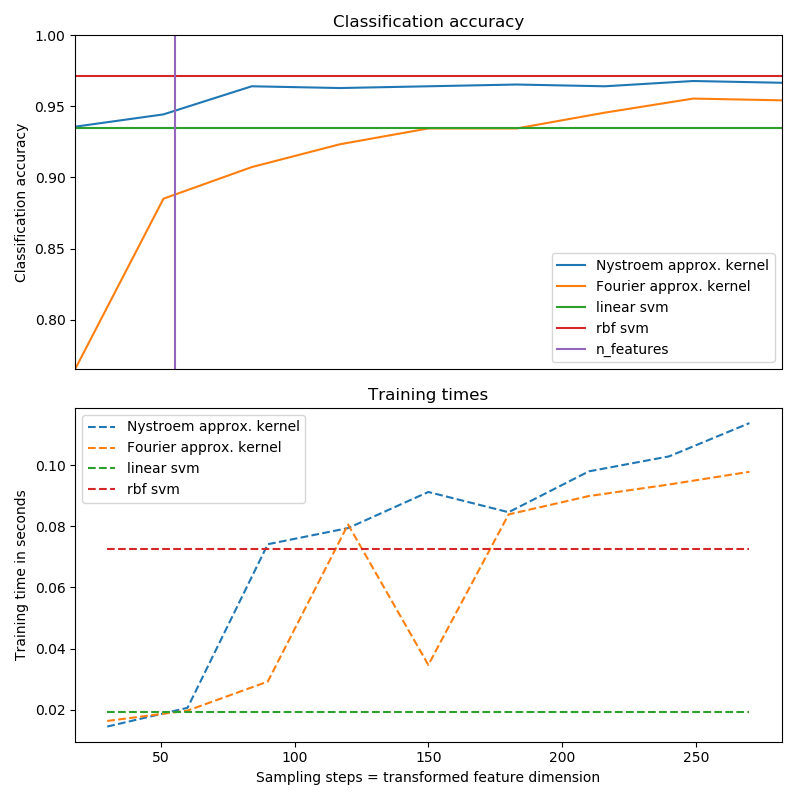 Classification accuracy
1.00
0.95
0.90
0.85
0.80
Classification accuracy
Nystroem approx. kernel
Fourier approx. kernel
linear svm
rbf svm
n_features
Training times
0.10
0.08
0.06
0.04
0.02
Training time in seconds
Nystroem approx. kernel
Fourier approx. kernel
linear svm
rbf svm
50
100
150
200
250
Sampling steps = transformed feature dimension